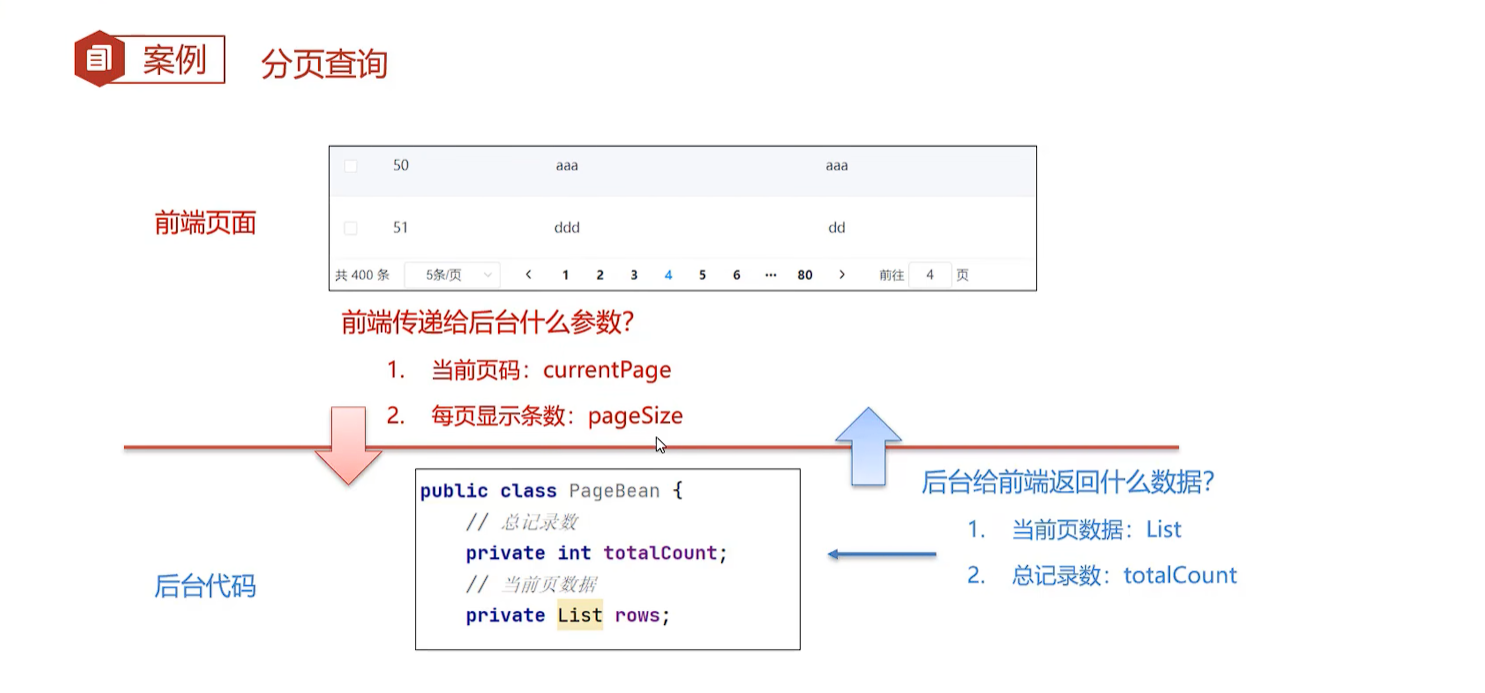 案例 分页查询
50 aaa aaa
前端页面
51 ddd dd
共 400 条 5条/页 < 1 2 3 4 5 6 ··· 80 > 前往 4 页
前端传递给后台什么参数?
1. 当前页码：currentPage
2. 每页显示条数：pageSize
后台给前端返回什么数据?
1. 当前页数据：List
2. 总记录数：totalCount
后台代码
public class PageBean {
// 总记录数
private int totalCount;
// 当前页数据
private List rows;